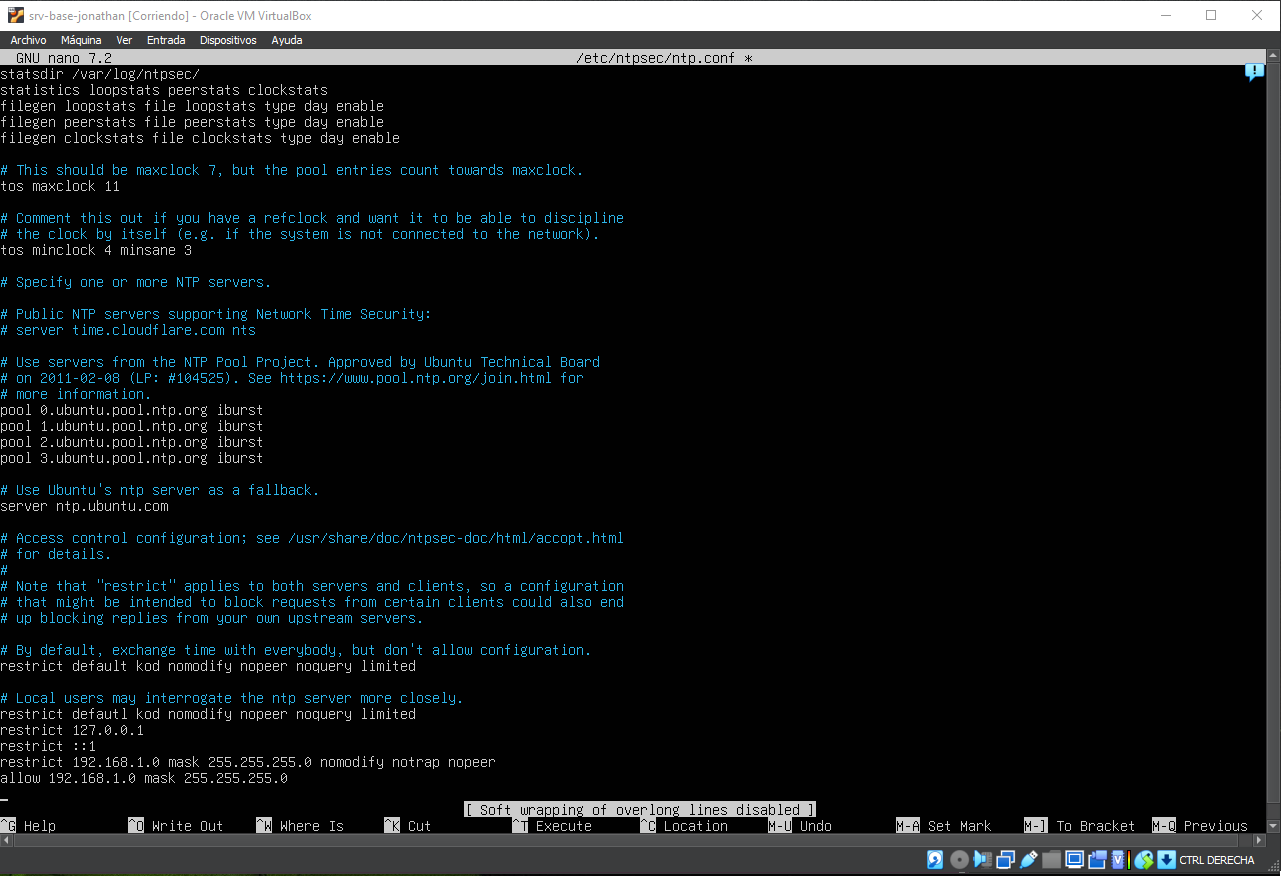 srv-base-jonathan [Corriendo] - Oracle VM VirtualBox
Archivo Máquina Ver Entrada Dispositivos Ayuda
GNU nano 7.2 /etc/ntpsec/ntp.conf *
statsdir /var/log/ntpsec/
statistics loopstats peerstats clockstats
filegen loopstats file loopstats type day enable
filegen peerstats file peerstats type day enable
filegen clockstats file clockstats type day enable
# This should be maxclock 7, but the pool entries count towards maxclock.
tos maxclock 11
# Comment this out if you have a refclock and want it to be able to discipline
# the clock by itself (e.g. if the system is not connected to the network).
tos minclock 4 minsane 3
# Specify one or more NTP servers.
# Public NTP servers supporting Network Time Security:
# server time.cloudflare.com nts
# Use servers from the NTP Pool Project. Approved by Ubuntu Technical Board
# on 2011-02-08 (LP: #104525). See https://www.pool.ntp.org/join.html for
# more information.
pool 0.ubuntu.pool.ntp.org iburst
pool 1.ubuntu.pool.ntp.org iburst
pool 2.ubuntu.pool.ntp.org iburst
pool 3.ubuntu.pool.ntp.org iburst
# Use Ubuntu's ntp server as a fallback.
server ntp.ubuntu.com
# Access control configuration; see /usr/share/doc/ntpsec-doc/html/accopt.html
# for details.
#
# Note that "restrict" applies to both servers and clients, so a configuration
# that might be intended to block requests from certain clients could also end
# up blocking replies from your own upstream servers.
# By default, exchange time with everybody, but don't allow configuration.
restrict default kod nomodify nopeer noquery limited
# Local users may interrogate the ntp server more closely.
restrict defautl kod nomodify nopeer noquery limited
restrict 127.0.0.1
restrict ::1
restrict 192.168.1.0 mask 255.255.255.0 nomodify notrap nopeer
allow 192.168.1.0 mask 255.255.255.0
[ Soft wrapping of overlong lines disabled ]
^G Help ^O Write Out ^W Where Is ^K Cut ^T Execute ^C Location M-U Undo M-A Set Mark M-] To Bracket M-Q Previous
CTRL DERECHA